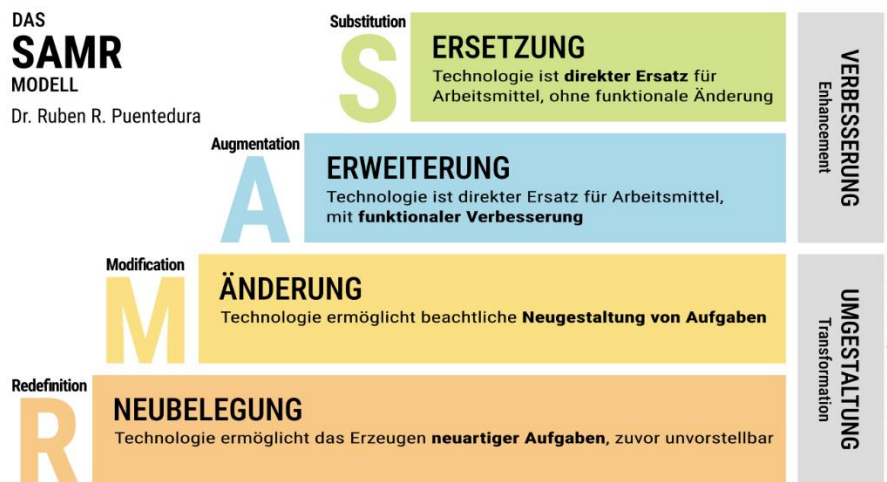 DAS
SAMR
MODELL
Dr. Ruben R. Puentedura
Substitution
S
ERSETZUNG
Technologie ist direkter Ersatz für
Arbeitsmittel, ohne funktionale Änderung
Augmentation
A
ERWEITERUNG
Technologie ist direkter Ersatz für Arbeitsmittel,
mit funktionaler Verbesserung
VERBESSERUNG
Enhancement
Modification
M
ÄNDERUNG
Technologie ermöglicht beachtliche Neugestaltung von Aufgaben
Redefinition
R
NEUBELEGUNG
Technologie ermöglicht das Erzeugen neuartiger Aufgaben, zuvor unvorstellbar
UMGESTALTUNG
Transformation